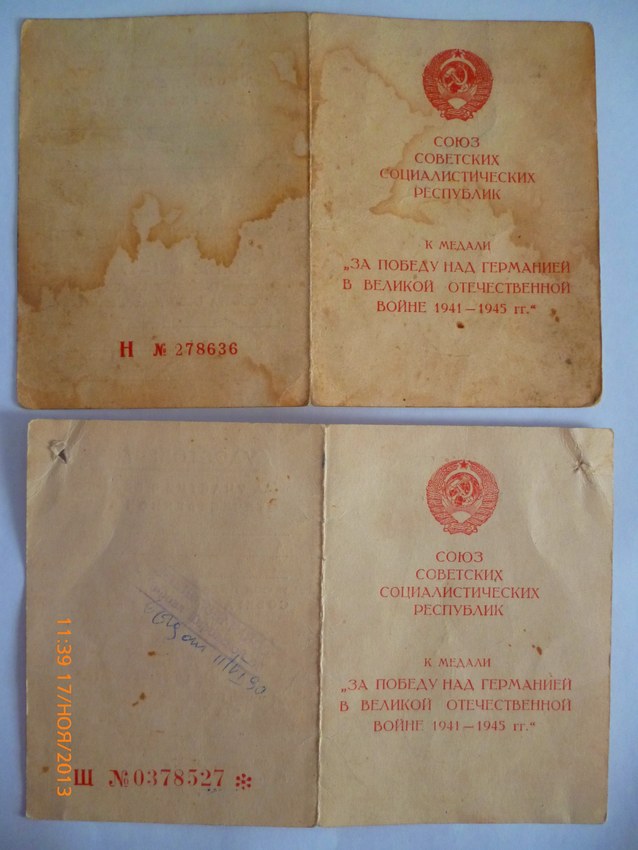 СОЮЗ
СОВЕТСКИХ
СОЦИАЛИСТИЧЕСКИХ
РЕСПУБЛИК
К МЕДАЛИ
„ЗА ПОБЕДУ НАД ГЕРМАНИЕЙ
В ВЕЛИКОЙ ОТЕЧЕСТВЕННОЙ
ВОЙНЕ 1941—1945 гг.“
Н № 278636
СОЮЗ
СОВЕТСКИХ
СОЦИАЛИСТИЧЕСКИХ
РЕСПУБЛИК
К МЕДАЛИ
„ЗА ПОБЕДУ НАД ГЕРМАНИЕЙ
В ВЕЛИКОЙ ОТЕЧЕСТВЕННОЙ
ВОЙНЕ 1941—1945 гг.“
Щ №0378527 *
11:39 17/НОЯ/2013